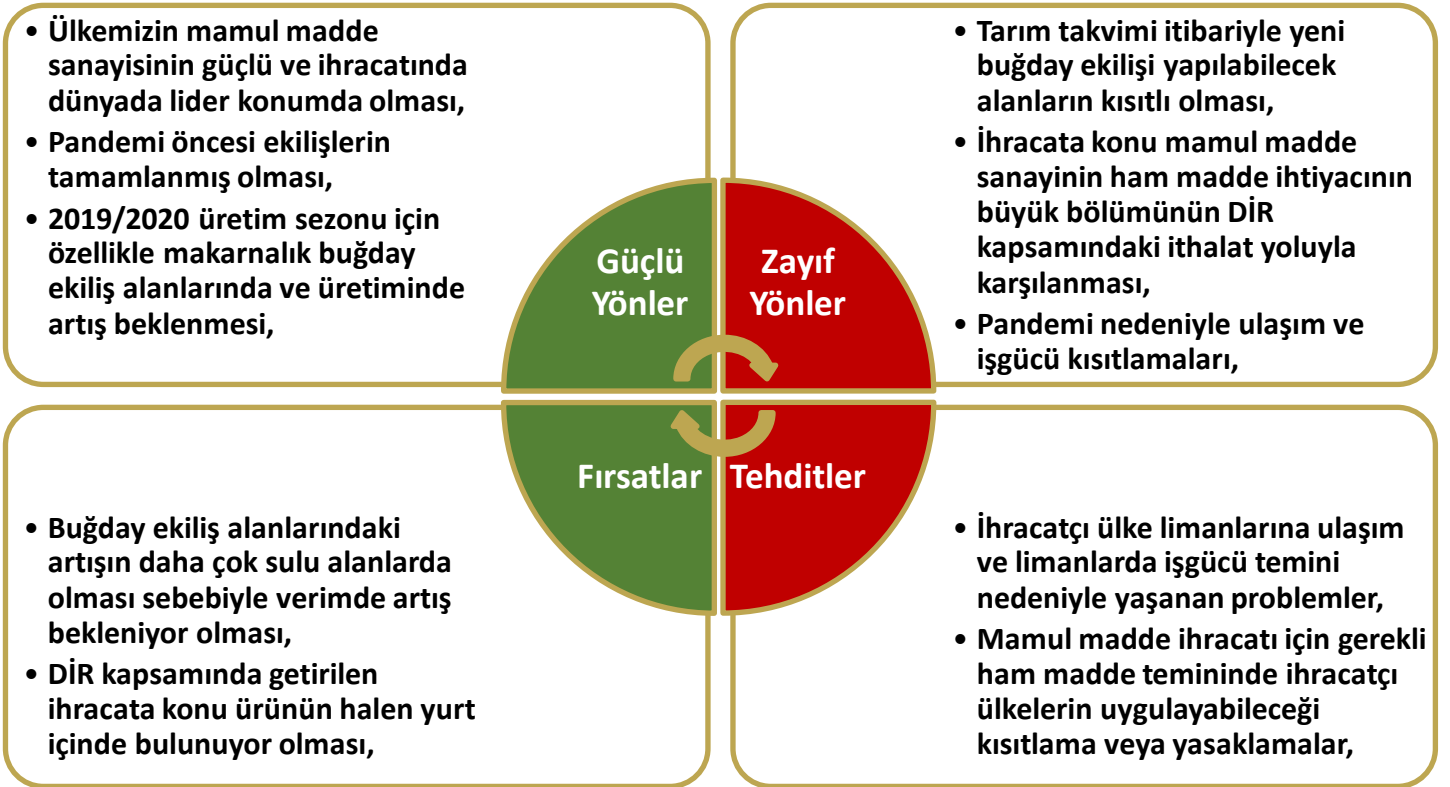 • Ülkemizin mamul madde
sanayisinin güçlü ve ihracatında
dünyada lider konumda olması,
• Pandemi öncesi ekilişlerin
tamamlanmış olması,
• 2019/2020 üretim sezonu için
özellikle makarnalık buğday
ekiliş alanlarında ve üretiminde
artış beklenmesi,
• Tarım takvimi itibariyle yeni
buğday ekilişi yapılabilecek
alanların kısıtlı olması,
• İhracata konu mamul madde
sanayinin ham madde ihtiyacının
büyük bölümünün DİR
kapsamındaki ithalat yoluyla
karşılanması,
• Pandemi nedeniyle ulaşım ve
işgücü kısıtlamaları,
Güçlü
Yönler
Zayıf
Yönler
Fırsatlar
Tehditler
• Buğday ekiliş alanlarındaki
artışın daha çok sulu alanlarda
olması sebebiyle verimde artış
bekleniyor olması,
• DİR kapsamında getirilen
ihracata konu ürünün halen yurt
içinde bulunuyor olması,
• İhracatçı ülke limanlarına ulaşım
ve limanlarda işgücü temini
nedeniyle yaşanan problemler,
• Mamul madde ihracatı için gerekli
ham madde temininde ihracatçı
ülkelerin uygulayabileceği
kısıtlama veya yasaklamalar,